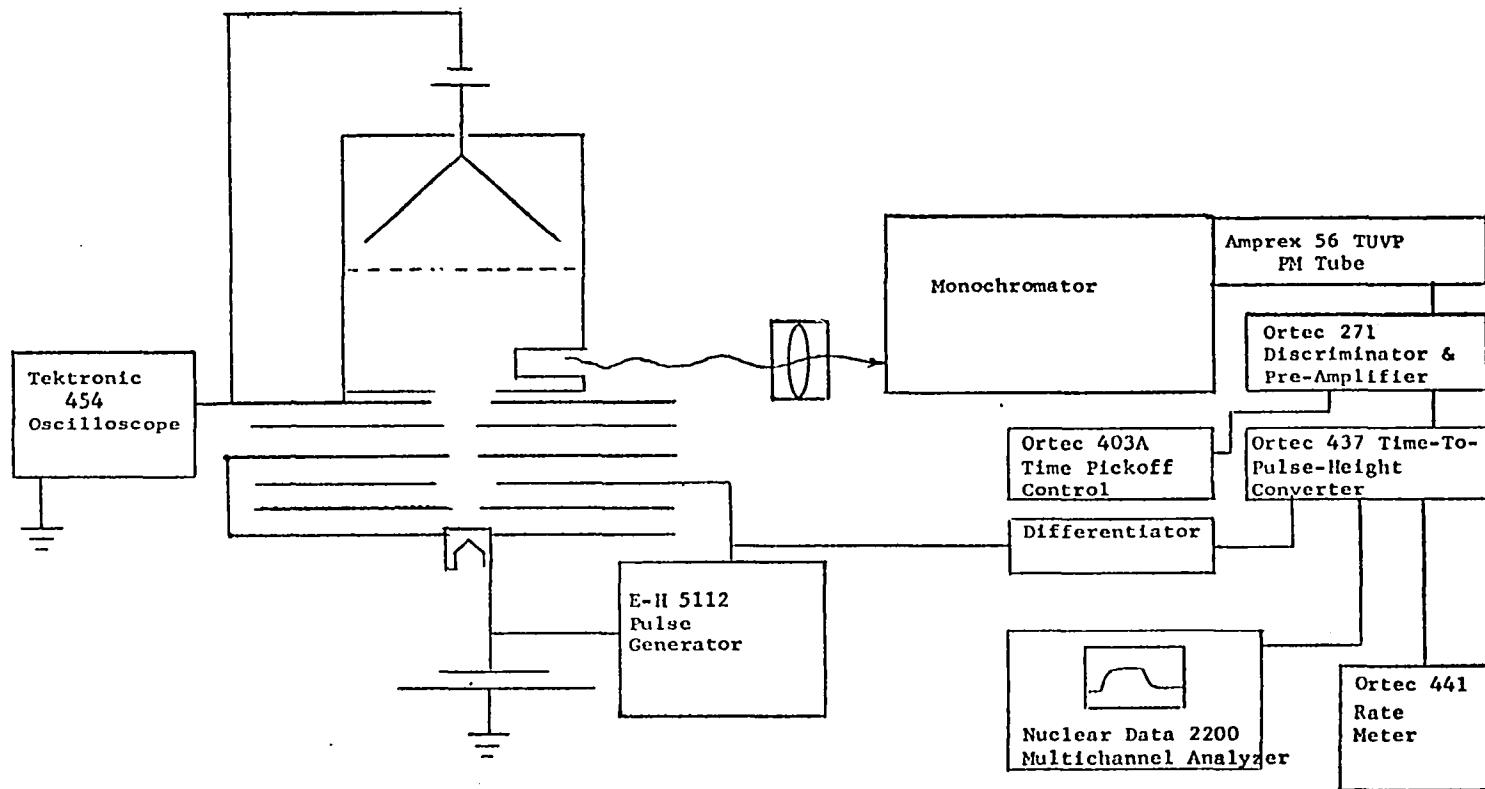 Amprex 56 TUVP
PM Tube
Monochromator
Ortec 271
Discriminator &
Pre-Amplifier
Tektronic
454
Oscilloscope
Ortec 403A
Time Pickoff
Control
Ortec 437 Time-To-
Pulse-Height
Converter
Differentiator
E-H 5112
Pulse
Generator
Nuclear Data 2200
Multichannel Analyzer
Ortec 441
Rate
Meter